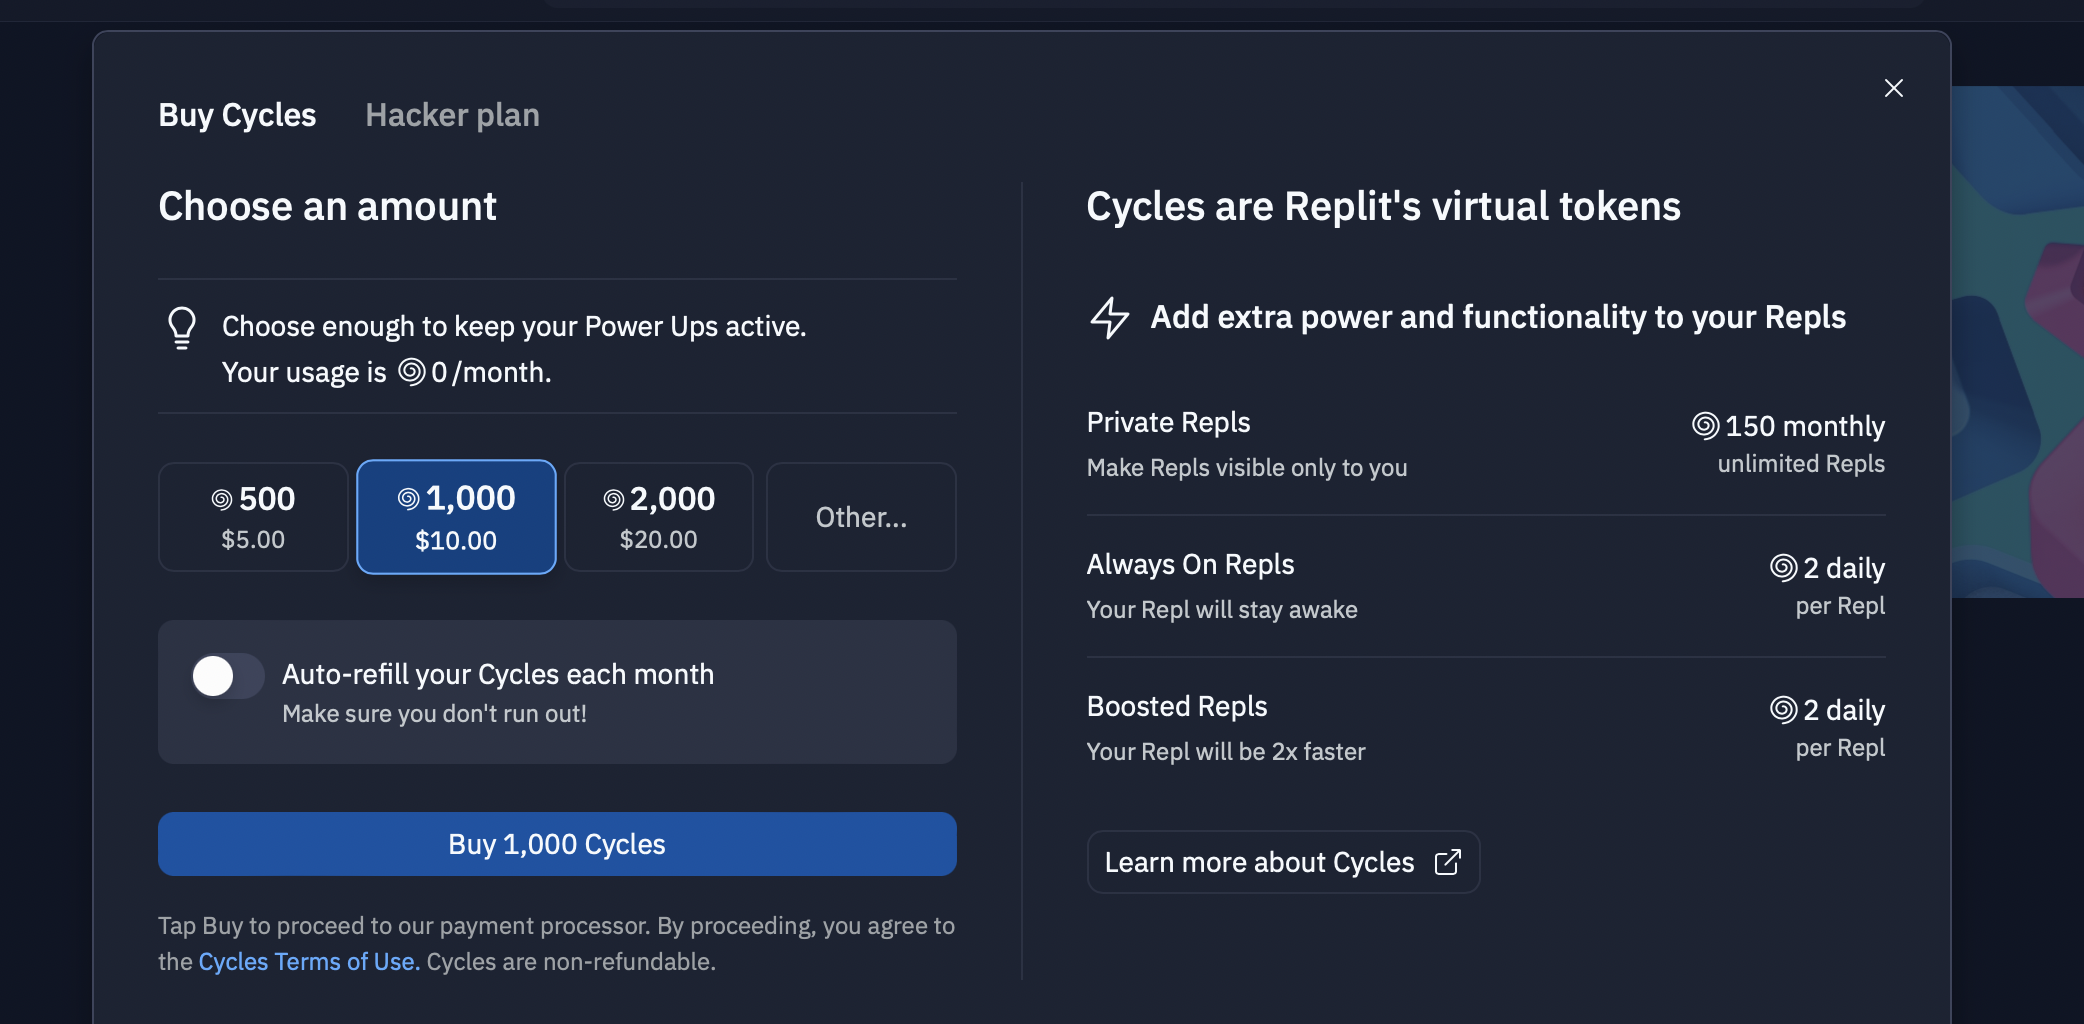 Buy Cycles
Hacker plan
Choose an amount
Choose enough to keep your Power Ups active.
Your usage is 0/month.
500
$5.00
1,000
$10.00
2,000
$20.00
Other...
Auto-refill your Cycles each month
Make sure you don't run out!
Buy 1,000 Cycles
Tap Buy to proceed to our payment processor. By proceeding, you agree to
the Cycles Terms of Use. Cycles are non-refundable.
Cycles are Replit's virtual tokens
Add extra power and functionality to your Repls
Private Repls
150 monthly
Make Repls visible only to you
unlimited Repls
Always On Repls
2 daily
Your Repl will stay awake
per Repl
Boosted Repls
2 daily
Your Repl will be 2x faster
per Repl
Learn more about Cycles